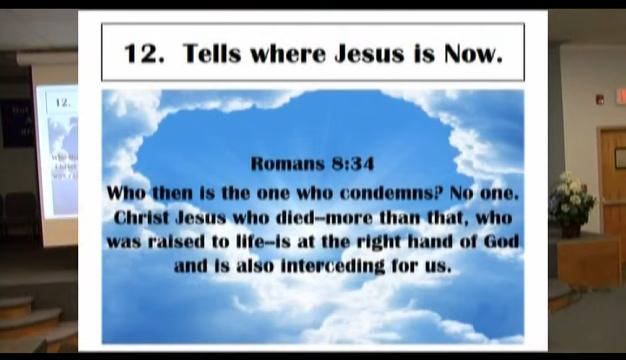 12. Tells where Jesus is Now.
Romans 8:34
Who then is the one who condemns? No one.
Christ Jesus who died--more than that, who
was raised to life--is at the right hand of God
and is also interceding for us.
12.